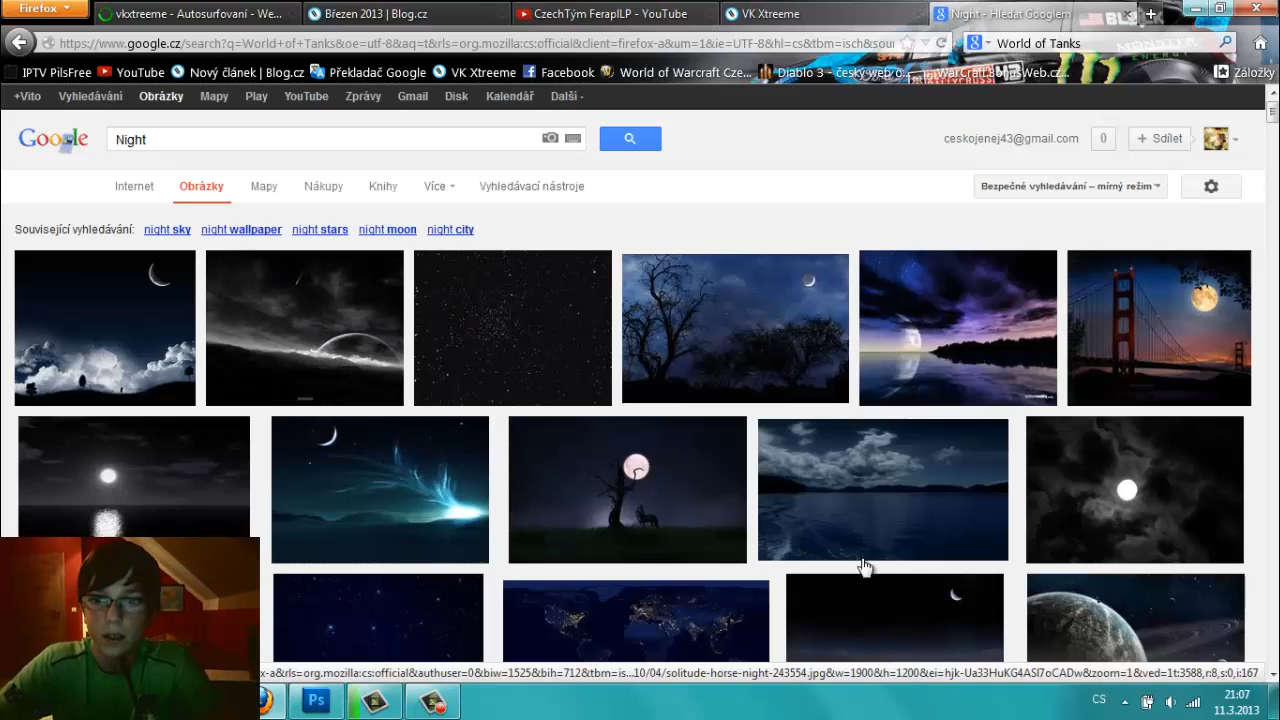 Firefox
vkxtreeme - Autosurfování - We...
Březen 2013 | Blog.cz
CzechTým FerapILP - YouTube
VK Xtreeme
Night - Hledat Googlem
https://www.google.cz/search?q=World+of+Tanks&oe=utf-8&aq=t&rls=org.mozilla:cs:official&client=firefox-a&um=1&ie=UTF-8&hl=cs&tbm=isch&sour
World of Tanks
IPTV PilsFree
YouTube
Nový článek | Blog.cz
Překladač Google
VK Xtreeme
Facebook
World of Warcraft Cze...
Diablo 3 - český web o...
WarCraft.BonusWeb.cz...
Záložky
+Vito Vyhledávání Obrázky Mapy Play YouTube Zprávy Gmail Disk Kalendář Další
Google
Night
ceskojenej43@gmail.com
0
+ Sdílet
Internet Obrázky Mapy Nákupy Knihy Více Vyhledávací nástroje
Bezpečné vyhledávání – mírný režim
Související vyhledávání: night sky night wallpaper night stars night moon night city
x-a&rls=org.mozilla:cs:official&authuser=0&biw=1525&bih=712&tbm=is...10/04/solitude-horse-night-243554.jpg&w=1900&h=1200&ei=hjk-Ua33HuKG4ASI7oCADw&zoom=1&ved=1t:3588,r:8,s:0,i:167
Ps
CS
21:07
11.3.2013